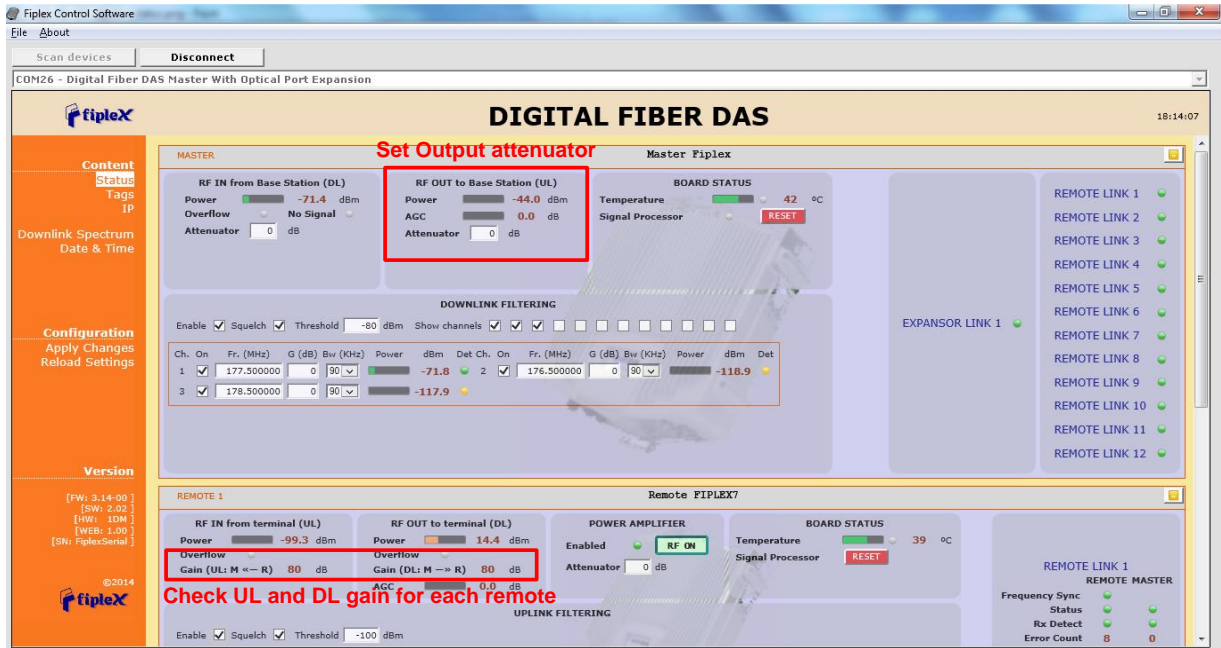 Fiplex Control Software
File About
Scan devices Disconnect
COM26 - Digital Fiber DAS Master With Optical Port Expansion
fipleX
DIGITAL FIBER DAS
18:14:07
Content
Status
Tags
IP
Downlink Spectrum
Date & Time
Configuration
Apply Changes
Reload Settings
Version
[FW: 3.14-00 ]
[SW: 2.02 ]
[HW: 1DM ]
[WEB: 1.00 ]
[SN: FiplexSerial ]
©2014
fipleX
MASTER
Set Output attenuator
Master Fiplex
RF IN from Base Station (DL)
Power -71.4 dBm
Overflow No Signal
Attenuator 0 dB
RF OUT to Base Station (UL)
Power -44.0 dBm
AGC 0.0 dB
Attenuator 0 dB
BOARD STATUS
Temperature 42 ºC
Signal Processor RESET
DOWNLINK FILTERING
Enable Squelch Threshold -80 dBm Show channels
Ch. On Fr. (MHz) G (dB) Bw (KHz) Power dBm Det Ch. On Fr. (MHz) G (dB) Bw (KHz) Power dBm Det
1 177.500000 0 90 -71.8 2 176.500000 0 90 -118.9
3 178.500000 0 90 -117.9
EXPANSOR LINK 1
REMOTE LINK 1
REMOTE LINK 2
REMOTE LINK 3
REMOTE LINK 4
REMOTE LINK 5
REMOTE LINK 6
REMOTE LINK 7
REMOTE LINK 8
REMOTE LINK 9
REMOTE LINK 10
REMOTE LINK 11
REMOTE LINK 12
REMOTE 1
Remote FIPLEX7
RF IN from terminal (UL)
Power -99.3 dBm
Overflow
Gain (UL: M «— R) 80 dB
RF OUT to terminal (DL)
Power 14.4 dBm
Overflow
Gain (DL: M —» R) 80 dB
AGC 0.0 dB
Check UL and DL gain for each remote
POWER AMPLIFIER
Enabled RF ON
Attenuator 0 dB
BOARD STATUS
Temperature 39 ºC
Signal Processor RESET
UPLINK FILTERING
Enable Squelch Threshold -100 dBm
REMOTE LINK 1
REMOTE MASTER
Frequency Sync
Status
Rx Detect
Error Count 8 0